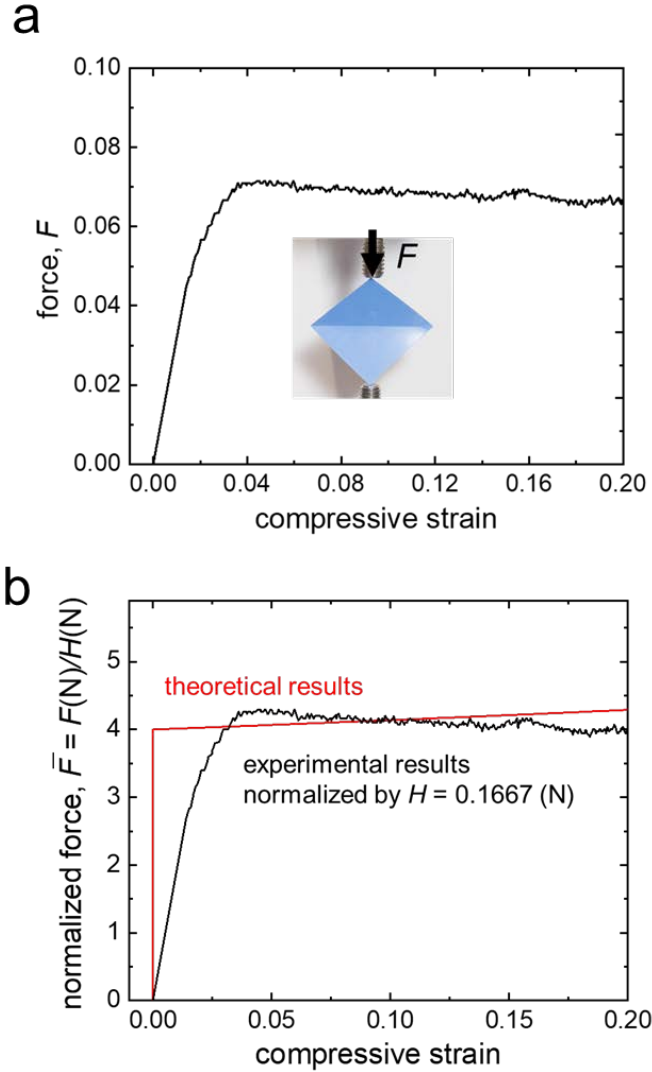 a
0.10
0.08
0.06
0.04
0.02
0.00
force, F
F
0.00 0.04 0.08 0.12 0.16 0.20
compressive strain
b
5
4
3
2
1
0
normalized force, F̅ = F(N)/H(N)
theoretical results
experimental results
normalized by H = 0.1667 (N)
0.00 0.05 0.10 0.15 0.20
compressive strain